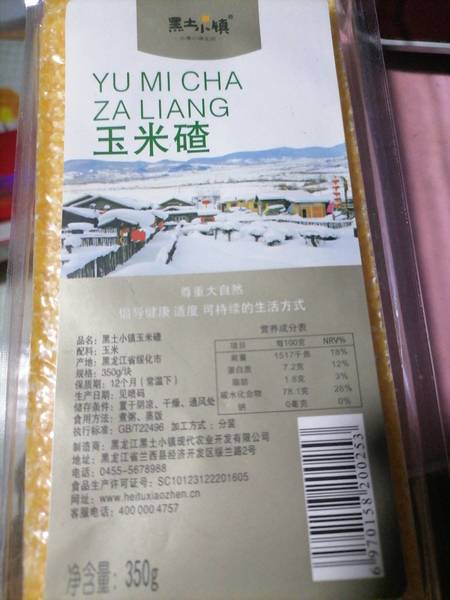 黑土小镇
YU MI CHA
ZA LIANG
玉米碴
尊重大自然
倡导健康 适度 可持续的生活方式
品名：黑土小镇玉米碴
配料：玉米
产地：黑龙江省绥化市
规格：350g/块
保质期：12个月（常温下）
生产日期：见喷码
储存条件：置于阴凉、干燥、通风处
食用方法：煮粥、蒸饭
执行标准：GB/T22496 加工方式：分装
制造商：黑龙江黑土小镇现代农业开发有限公司
地址：黑龙江省兰西县经济开发区绥兰路2号
电话：0455-5678988
食品生产许可证号：SC10123122201605
网址：www.heituxiaozhen.cn
客服电话：400 000 4757
净含量：350g
营养成分表
项目 每100克 NRV%
能量 1517千焦 18%
蛋白质 7.2克 12%
脂肪 1.8克 3%
碳水化合物 78.1克 26%
钠 0毫克 0%
6 970158 200253